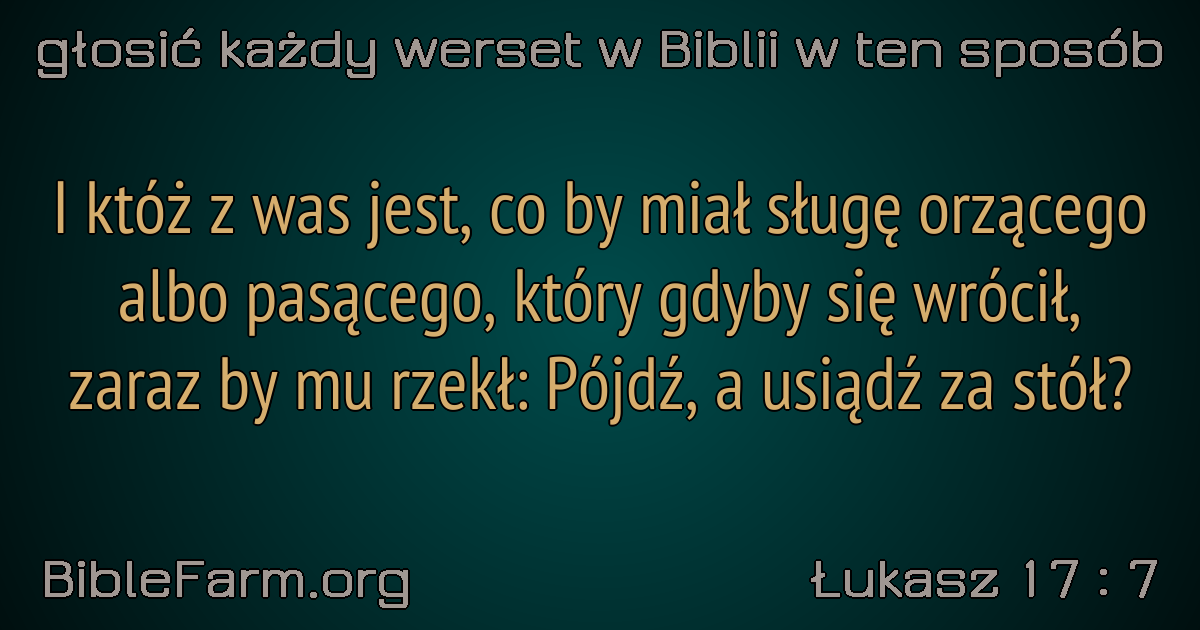 głosić każdy werset w Biblii w ten sposób
I któż z was jest, co by miał sługę orzącego
albo pasącego, który gdyby się wrócił,
zaraz by mu rzekł: Pójdź, a usiądź za stół?
BibleFarm.org
Łukasz 17 : 7